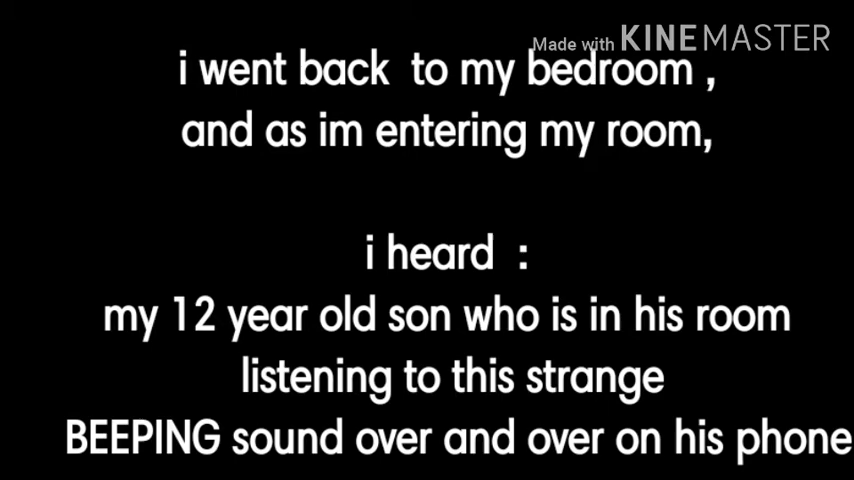 Made with KINEMASTER
i went back to my bedroom ,
and as im entering my room,
i heard :
my 12 year old son who is in his room
listening to this strange
BEEPING sound over and over on his phone